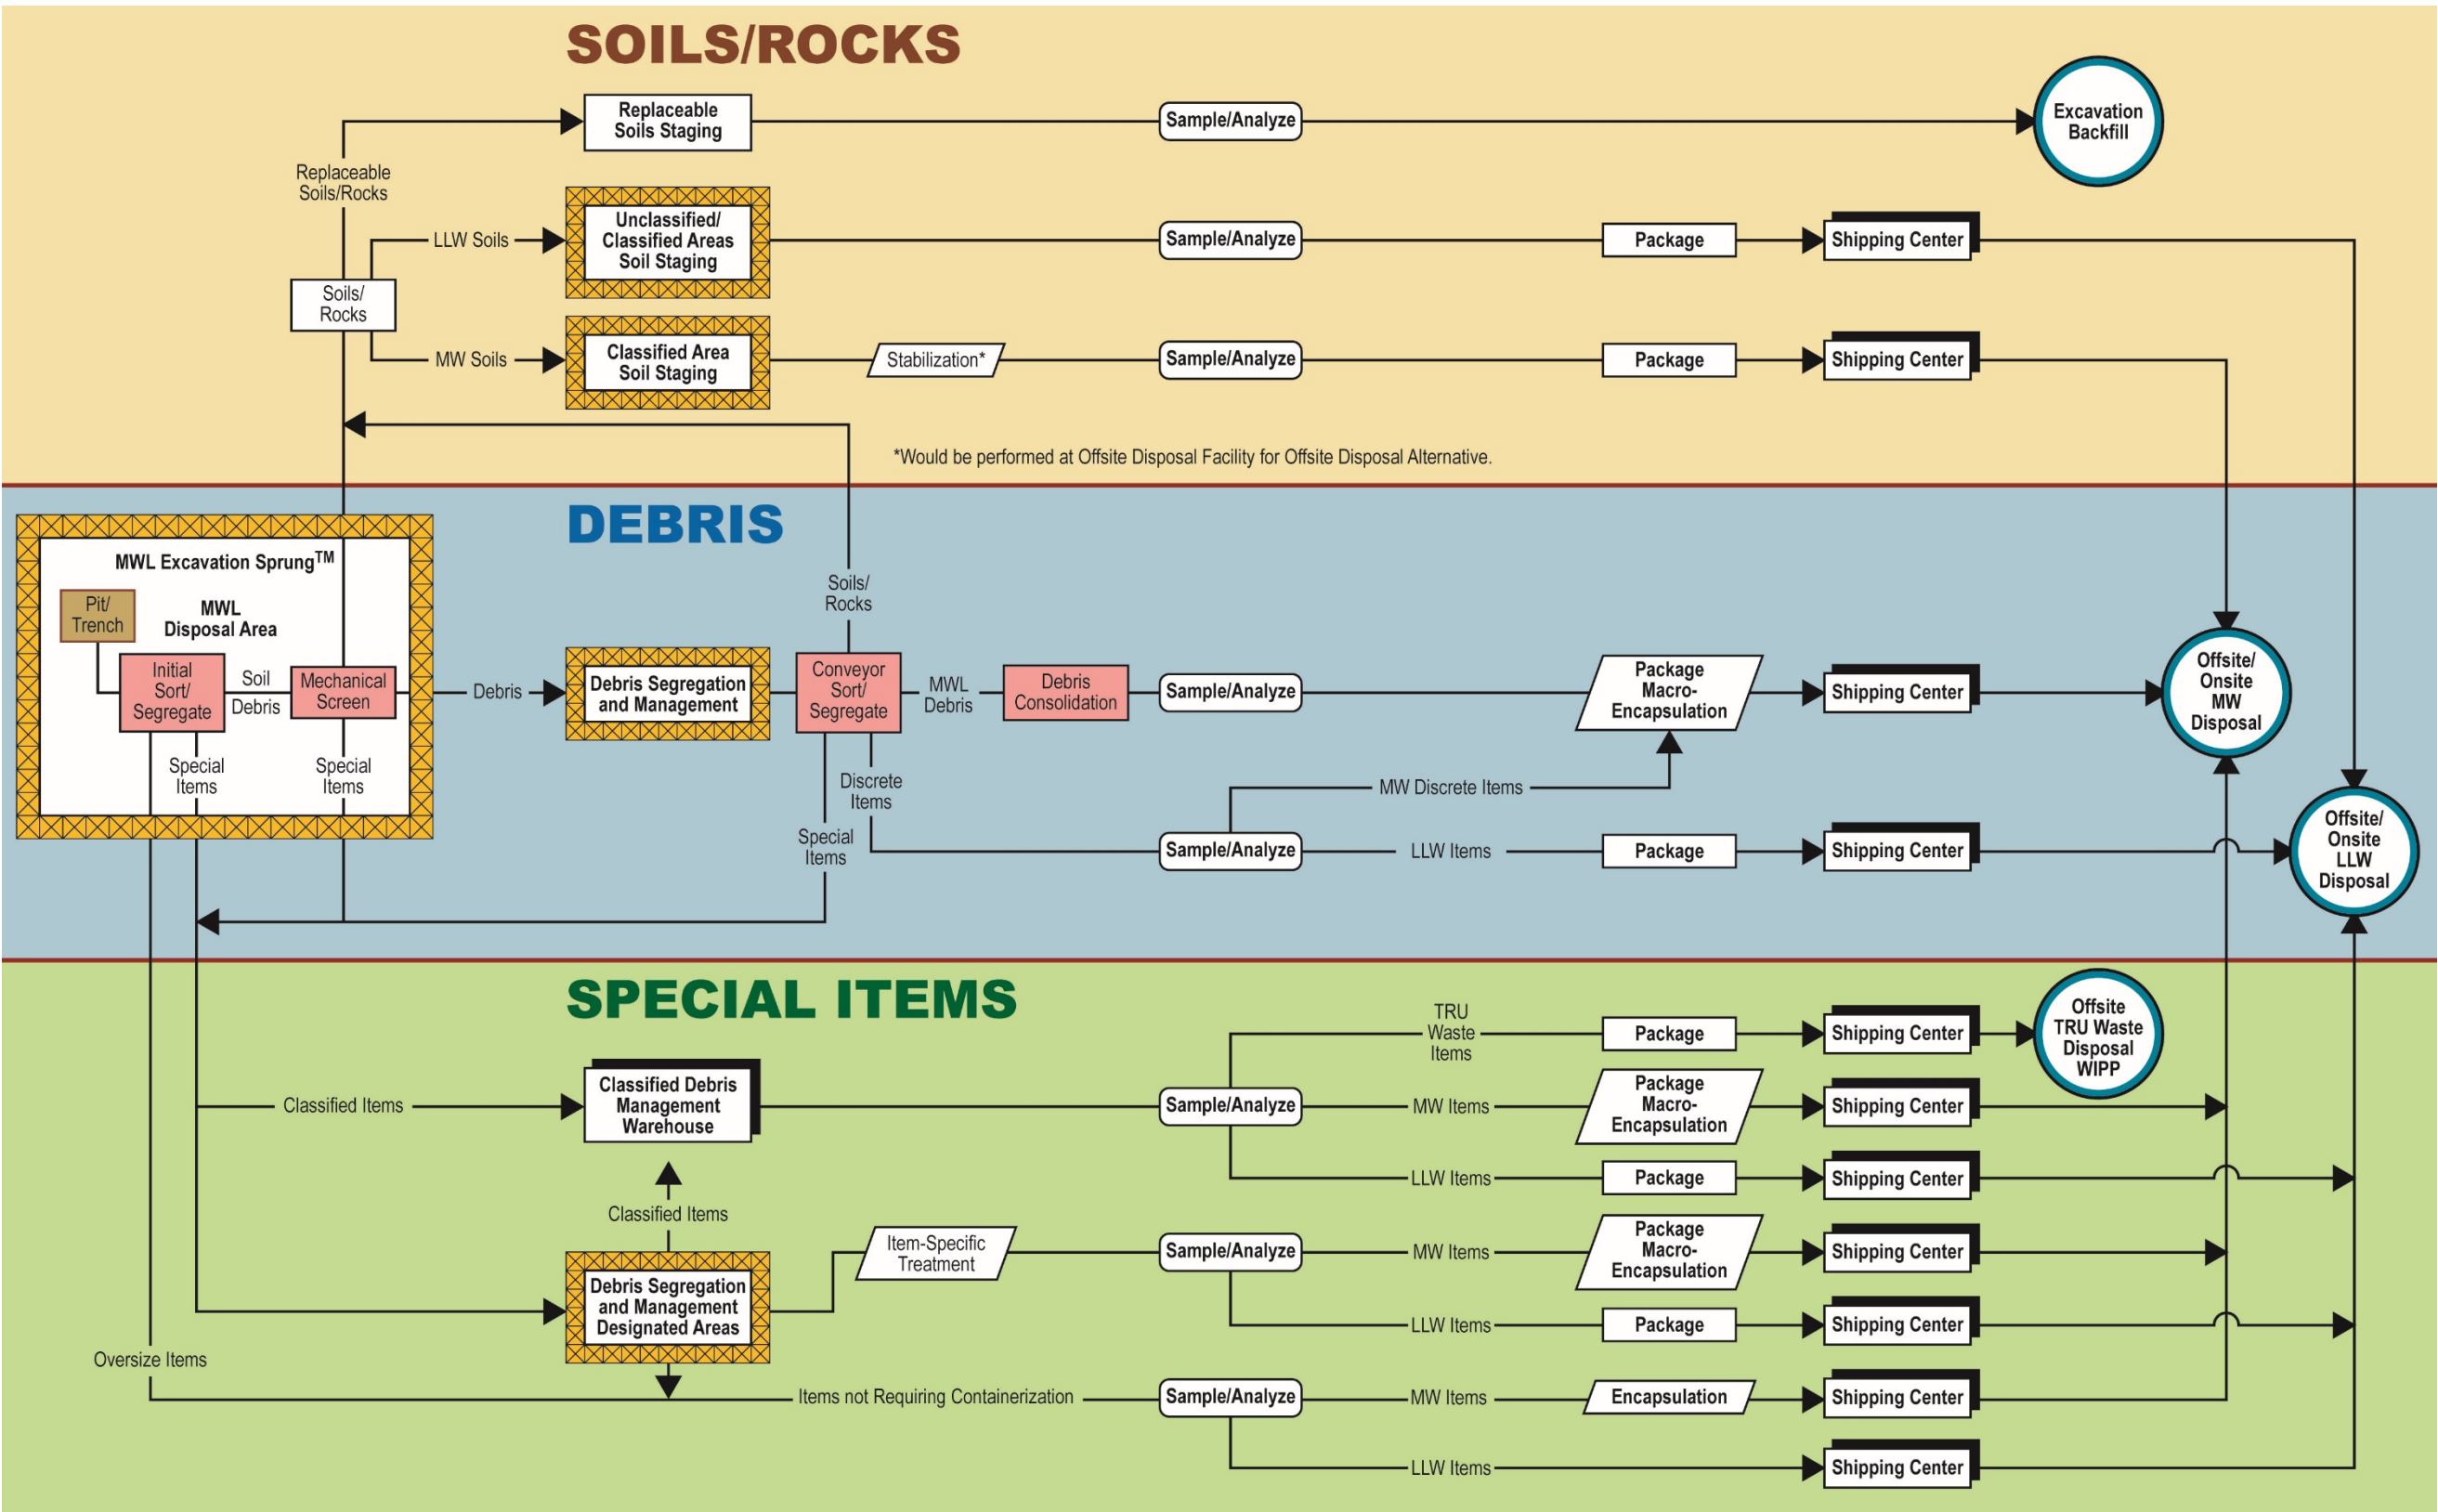 SOILS/ROCKS
Replaceable
Soils Staging
Sample/Analyze
Excavation
Backfill
Replaceable
Soils/Rocks
LLW Soils
Unclassified/
Classified Areas
Soil Staging
Sample/Analyze
Package
Shipping Center
Soils/
Rocks
MW Soils
Classified Area
Soil Staging
Stabilization*
Sample/Analyze
Package
Shipping Center
*Would be performed at Offsite Disposal Facility for Offsite Disposal Alternative.
DEBRIS
MWL Excavation Sprung™
Pit/
Trench
MWL
Disposal Area
Initial
Sort/
Segregate
Soil
Debris
Mechanical
Screen
Special
Items
Special
Items
Debris
Debris Segregation
and Management
Soils/
Rocks
Conveyor
Sort/
Segregate
MWL
Debris
Debris
Consolidation
Sample/Analyze
Package
Macro-
Encapsulation
Shipping Center
Offsite/
Onsite
MW
Disposal
Discrete
Items
Special
Items
MW Discrete Items
Sample/Analyze
LLW Items
Package
Shipping Center
Offsite/
Onsite
LLW
Disposal
SPECIAL ITEMS
TRU
Waste
Items
Package
Shipping Center
Offsite
TRU Waste
Disposal
WIPP
Classified Items
Classified Debris
Management
Warehouse
Sample/Analyze
MW Items
Package
Macro-
Encapsulation
Shipping Center
LLW Items
Package
Shipping Center
Classified Items
Debris Segregation
and Management
Designated Areas
Item-Specific
Treatment
Sample/Analyze
MW Items
Package
Macro-
Encapsulation
Shipping Center
LLW Items
Package
Shipping Center
Oversize Items
Items not Requiring Containerization
Sample/Analyze
MW Items
Encapsulation
Shipping Center
LLW Items
Shipping Center